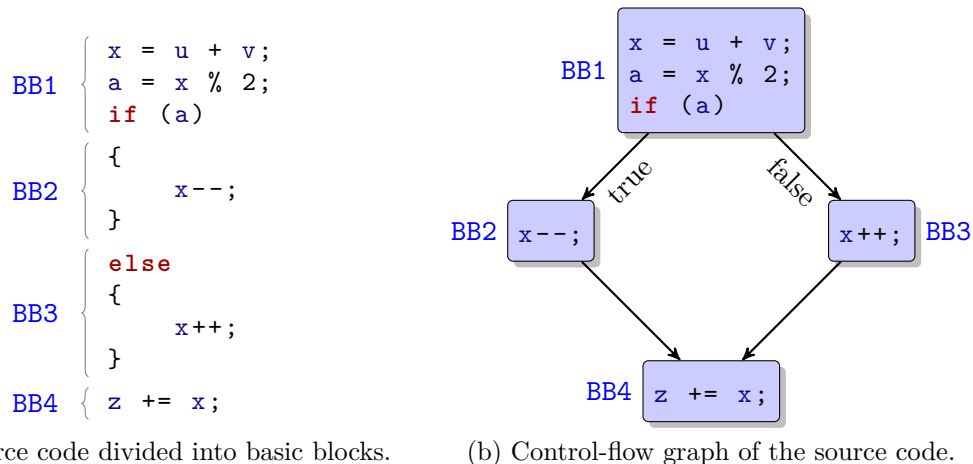 BB1
x = u + v;
a = x % 2;
if (a)
BB2
{
x--;
}
BB3
else
{
x++;
}
BB4
z += x;
code divided into basic blocks.
BB1
x = u + v;
a = x % 2;
if (a)
true
false
BB2
x--;
x++;
BB3
BB4
z += x;
(b) Control-flow graph of the source code.